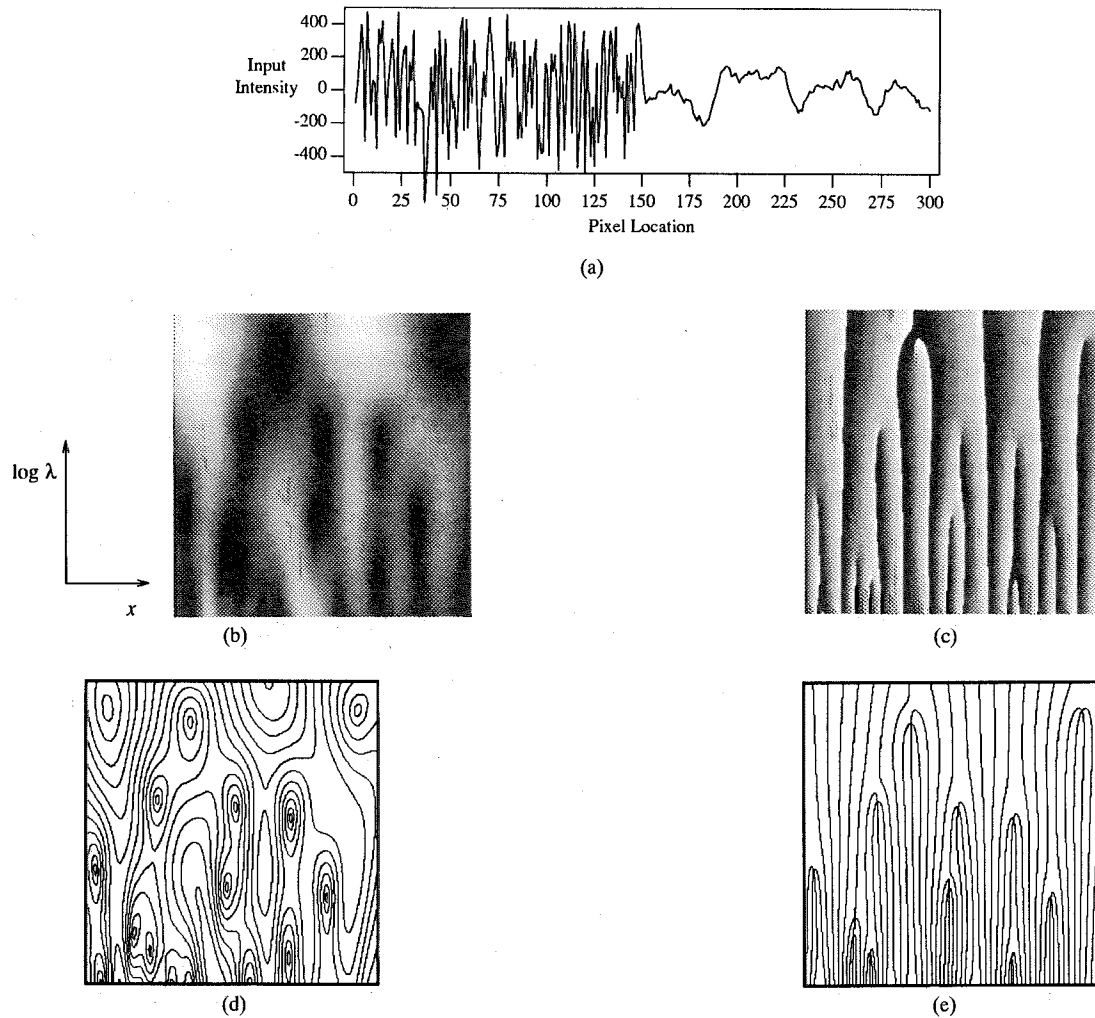 400
200
0
-200
-400
Input
Intensity
0 25 50 75 100 125 150 175 200 225 250 275 300
Pixel Location
(a)
log λ
x
(b)
(c)
(d)
(e)